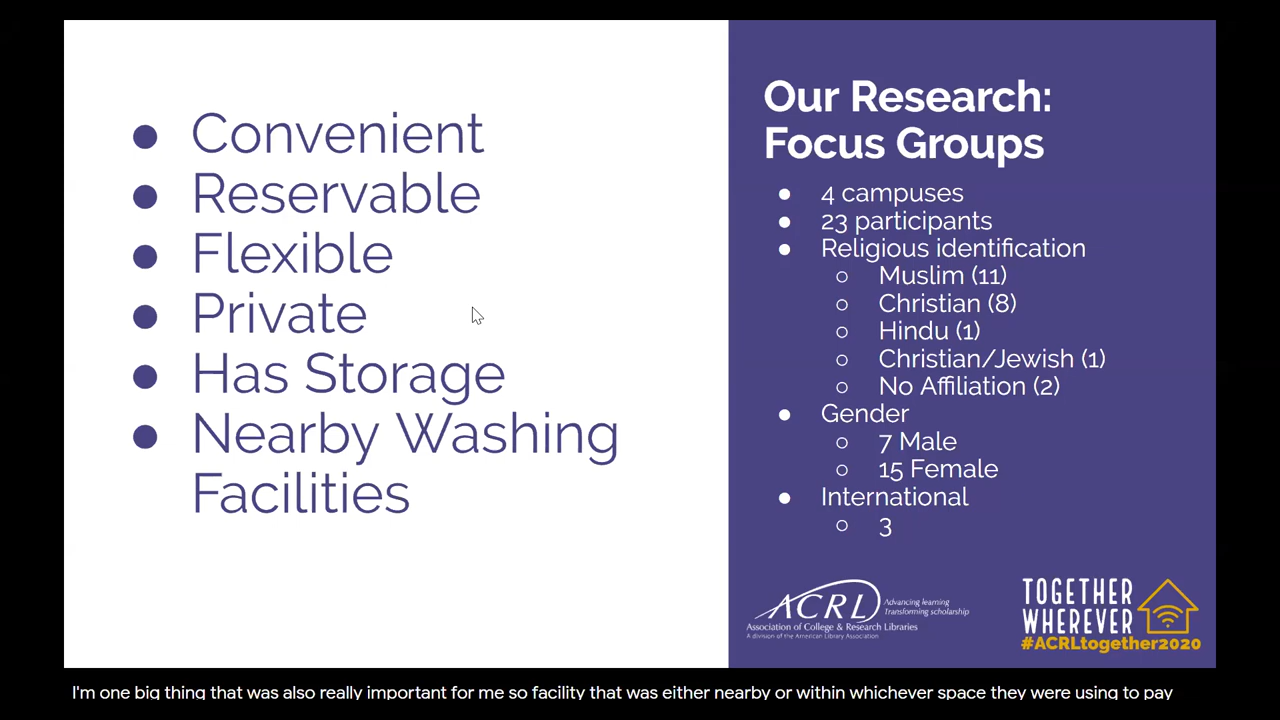 Convenient
Reservable
Flexible
Private
Has Storage
Nearby Washing
Facilities
Our Research:
Focus Groups
4 campuses
23 participants
Religious identification
Muslim (11)
Christian (8)
Hindu (1)
Christian/Jewish (1)
No Affiliation (2)
Gender
7 Male
15 Female
International
3
ACRL
Advancing learning
Transforming scholarship
Association of College & Research Libraries
A division of the American Library Association
TOGETHER
WHEREVER
#ACRLtogether2020
I'm one big thing that was also really important for me so facility that was either nearby or within whichever space they were using to pay